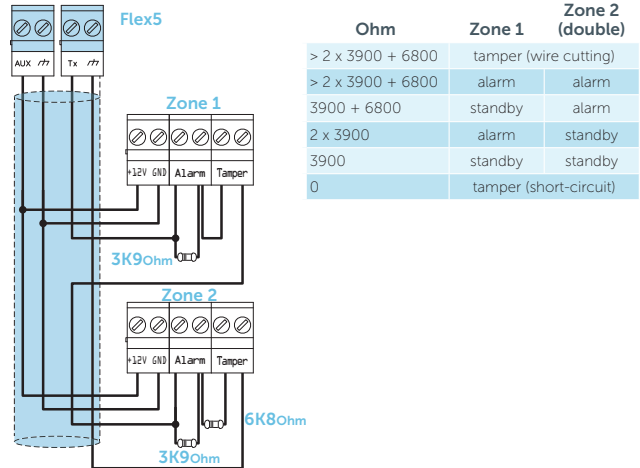 Flex5
AUX Tx
Zone 1
+12V GND Alarm Tamper
3K9Ohm
Zone 2
+12V GND Alarm Tamper
6K8Ohm
3K9Ohm
Ohm Zone 1 Zone 2 (double)
> 2 x 3900 + 6800 tamper (wire cutting)
> 2 x 3900 + 6800 alarm alarm
3900 + 6800 standby alarm
2 x 3900 alarm standby
3900 standby standby
0 tamper (short-circuit)